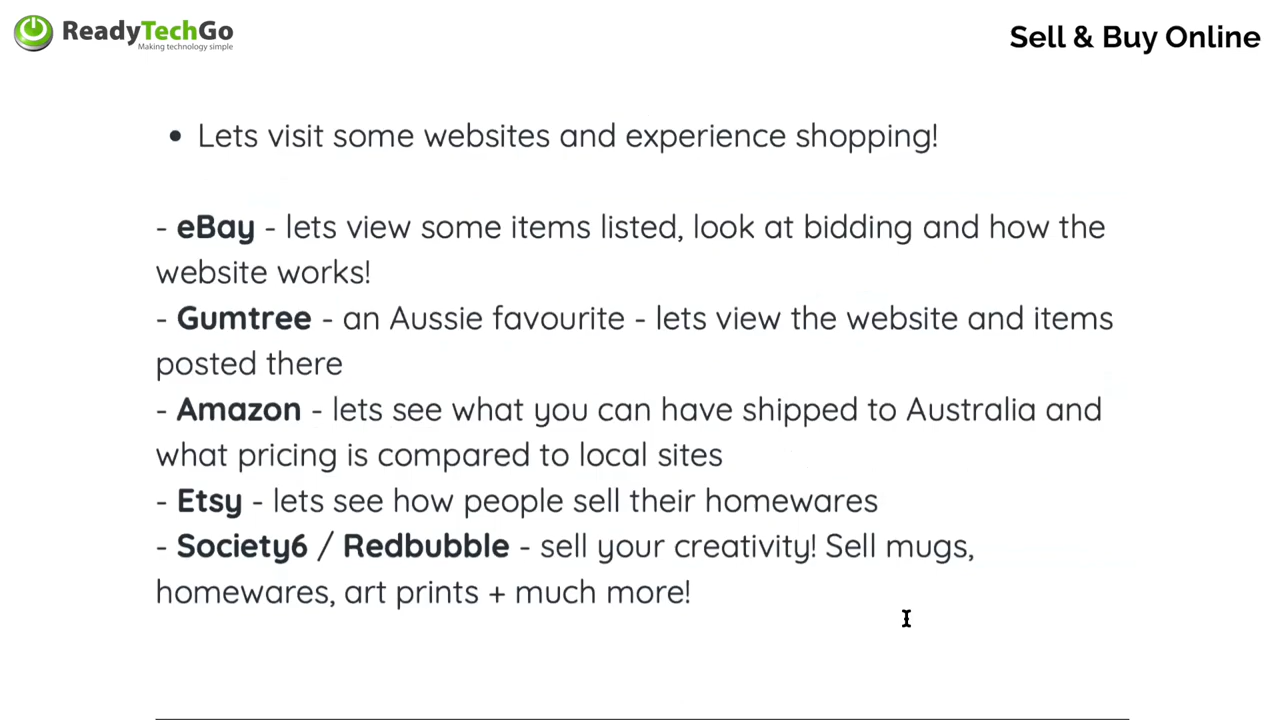 ReadyTechGo
Making technology simple
Sell & Buy Online
• Lets visit some websites and experience shopping!
- eBay - lets view some items listed, look at bidding and how the
website works!
- Gumtree - an Aussie favourite - lets view the website and items
posted there
- Amazon - lets see what you can have shipped to Australia and
what pricing is compared to local sites
- Etsy - lets see how people sell their homewares
- Society6 / Redbubble - sell your creativity! Sell mugs,
homewares, art prints + much more!